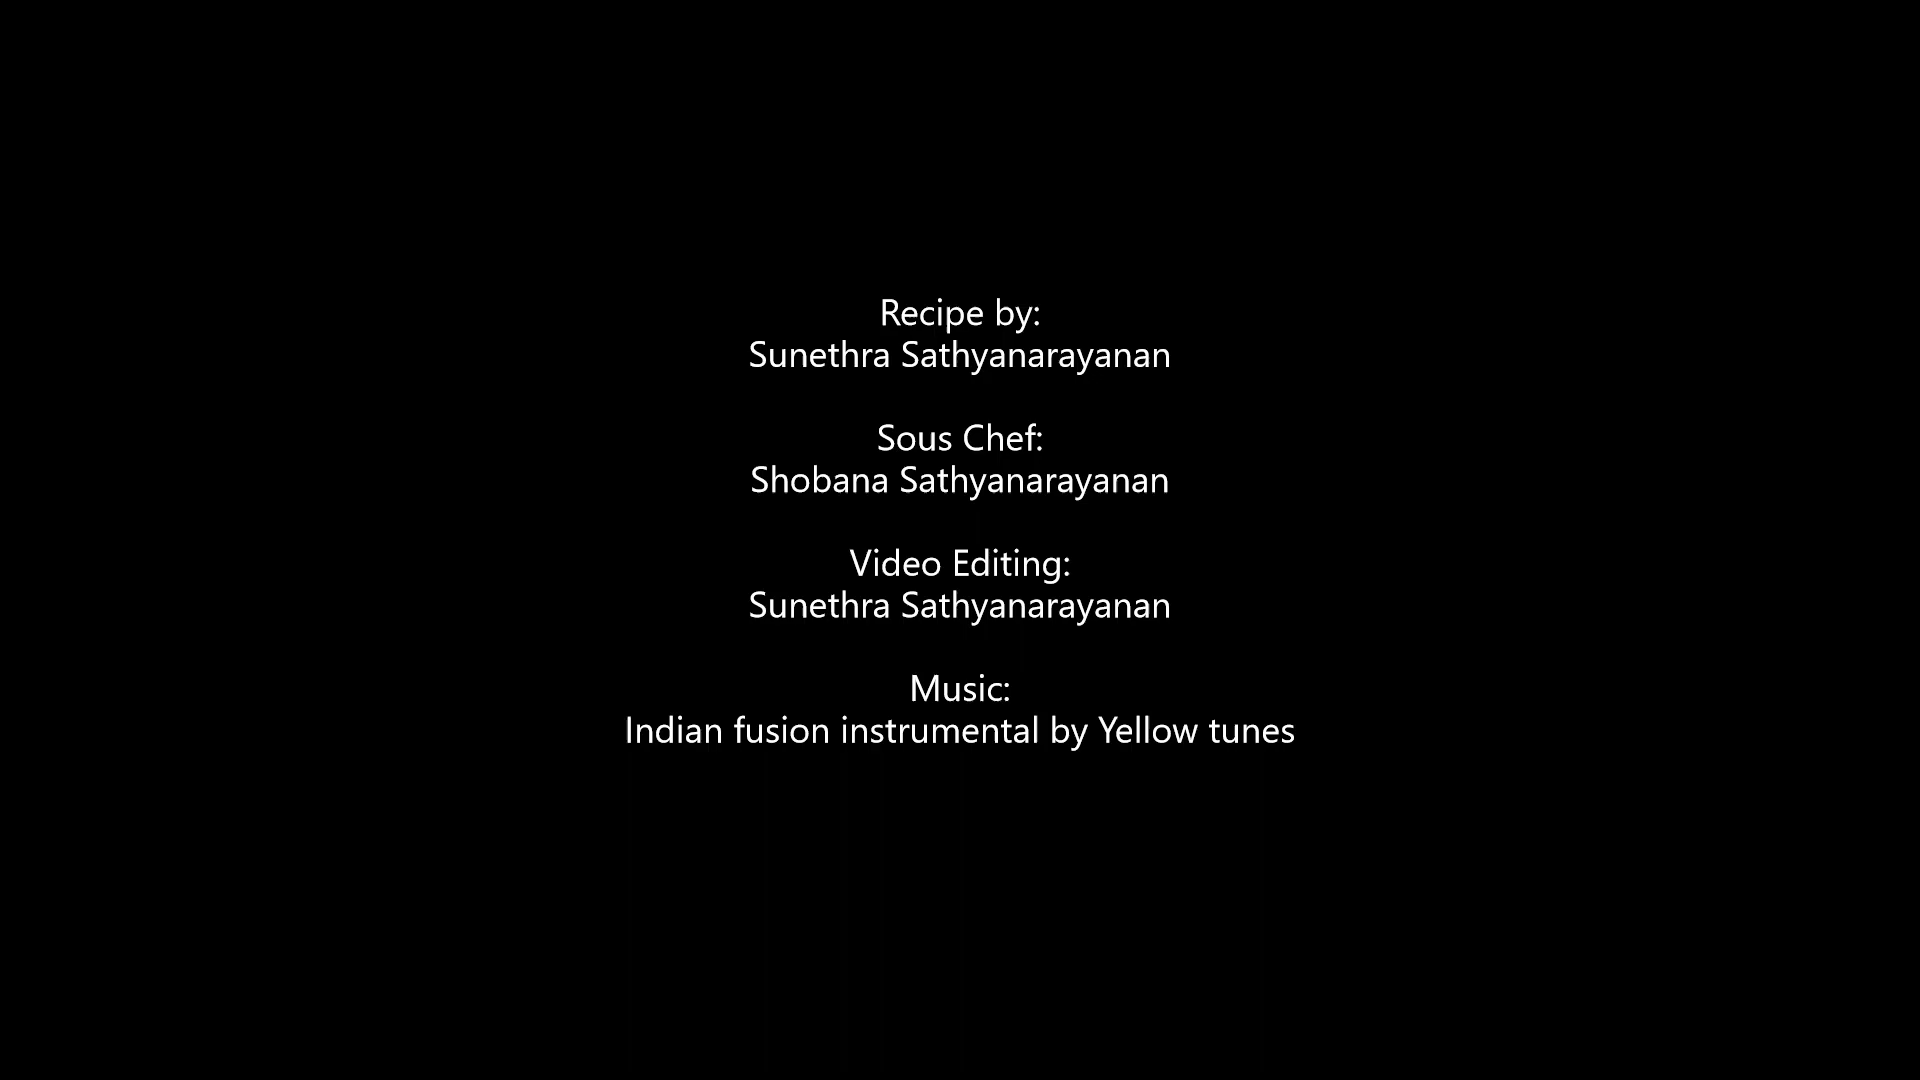 Recipe by:
Sunethra Sathyanarayanan
Sous Chef:
Shobana Sathyanarayanan
Video Editing:
Sunethra Sathyanarayanan
Music:
Indian fusion instrumental by Yellow tunes